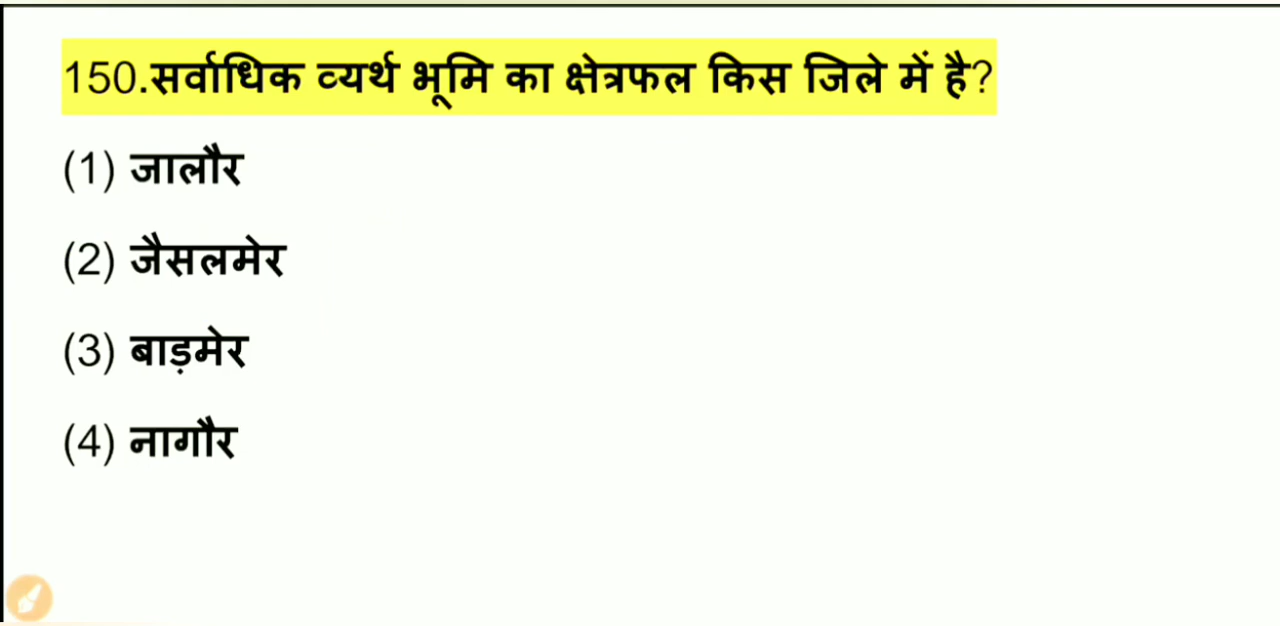 150.सर्वाधिक व्यर्थ भूमि का क्षेत्रफल किस जिले में है?
(1) जालौर
(2) जैसलमेर
(3) बाड़मेर
(4) नागौर